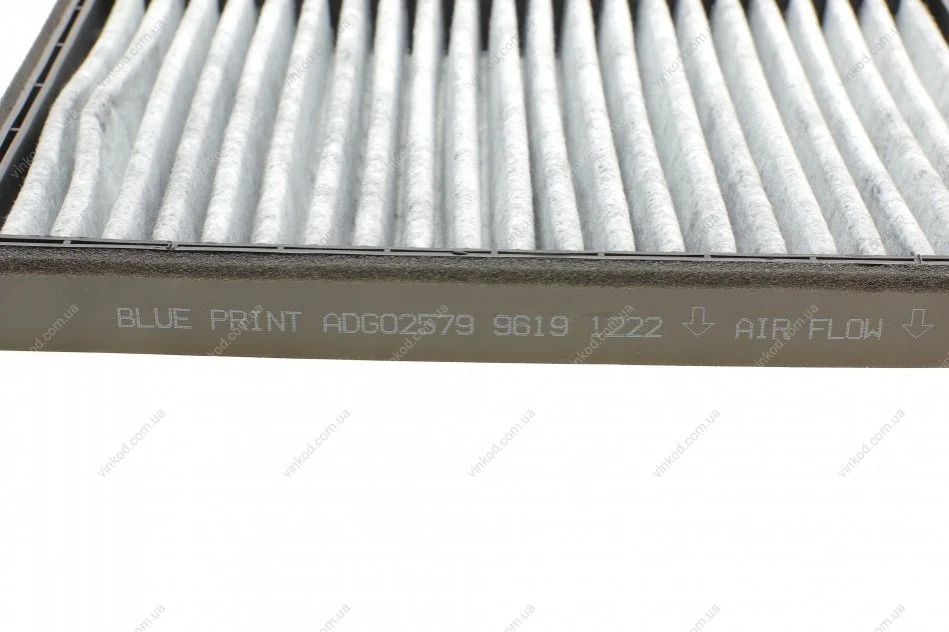 BLUE PRINT ADG02579 9619 1222 ⇩ AIR FLOW ⇩
vinkod.com.ua